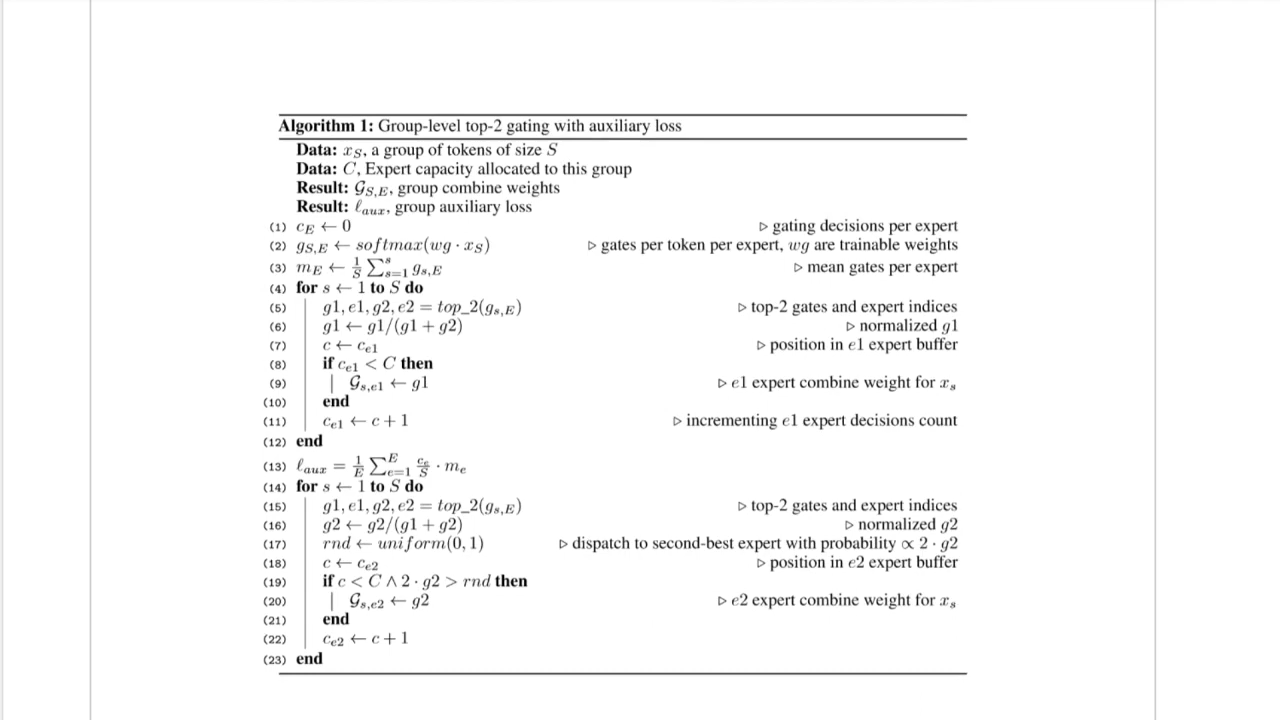 Algorithm 1: Group-level top-2 gating with auxiliary loss
Data: x_S, a group of tokens of size S
Data: C, Expert capacity allocated to this group
Result: 𝒢_{S,E}, group combine weights
Result: ℓ_{aux}, group auxiliary loss
(1) c_E ← 0 ▷ gating decisions per expert
(2) g_{S,E} ← softmax(wg · x_S) ▷ gates per token per expert, wg are trainable weights
(3) m_E ← \frac{1}{S} ∑_{s=1}^{s} g_{s,E} ▷ mean gates per expert
(4) for s ← 1 to S do
(5) g1, e1, g2, e2 = top_2(g_{s,E}) ▷ top-2 gates and expert indices
(6) g1 ← g1/(g1 + g2) ▷ normalized g1
(7) c ← c_{e1} ▷ position in e1 expert buffer
(8) if c_{e1} < C then
(9) 𝒢_{s,e1} ← g1 ▷ e1 expert combine weight for x_s
(10) end
(11) c_{e1} ← c + 1 ▷ incrementing e1 expert decisions count
(12) end
(13) ℓ_{aux} = \frac{1}{E} ∑_{e=1}^{E} \frac{c_e}{S} · m_e
(14) for s ← 1 to S do
(15) g1, e1, g2, e2 = top_2(g_{s,E}) ▷ top-2 gates and expert indices
(16) g2 ← g2/(g1 + g2) ▷ normalized g2
(17) rnd ← uniform(0, 1) ▷ dispatch to second-best expert with probability ∝ 2 · g2
(18) c ← c_{e2} ▷ position in e2 expert buffer
(19) if c < C ∧ 2 · g2 > rnd then
(20) 𝒢_{s,e2} ← g2 ▷ e2 expert combine weight for x_s
(21) end
(22) c_{e2} ← c + 1
(23) end